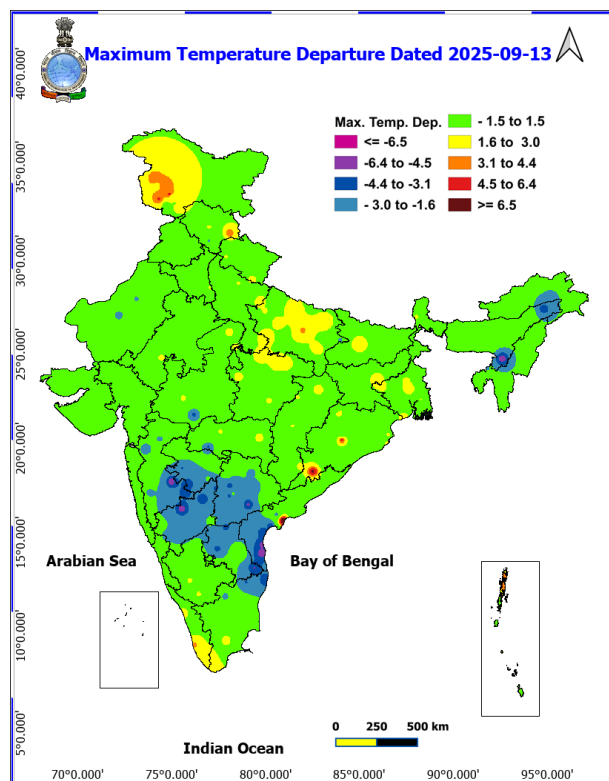 Maximum Temperature Departure Dated 2025-09-13
Max. Temp. Dep.
<= -6.5
-6.4 to -4.5
-4.4 to -3.1
- 3.0 to -1.6
- 1.5 to 1.5
1.6 to 3.0
3.1 to 4.4
4.5 to 6.4
>= 6.5
40°0.000'
35°0.000'
30°0.000'
25°0.000'
20°0.000'
15°0.000'
10°0.000'
5°0.000'
Arabian Sea
Bay of Bengal
Indian Ocean
0 250 500 km
70°0.000' 75°0.000' 80°0.000' 85°0.000' 90°0.000' 95°0.000'